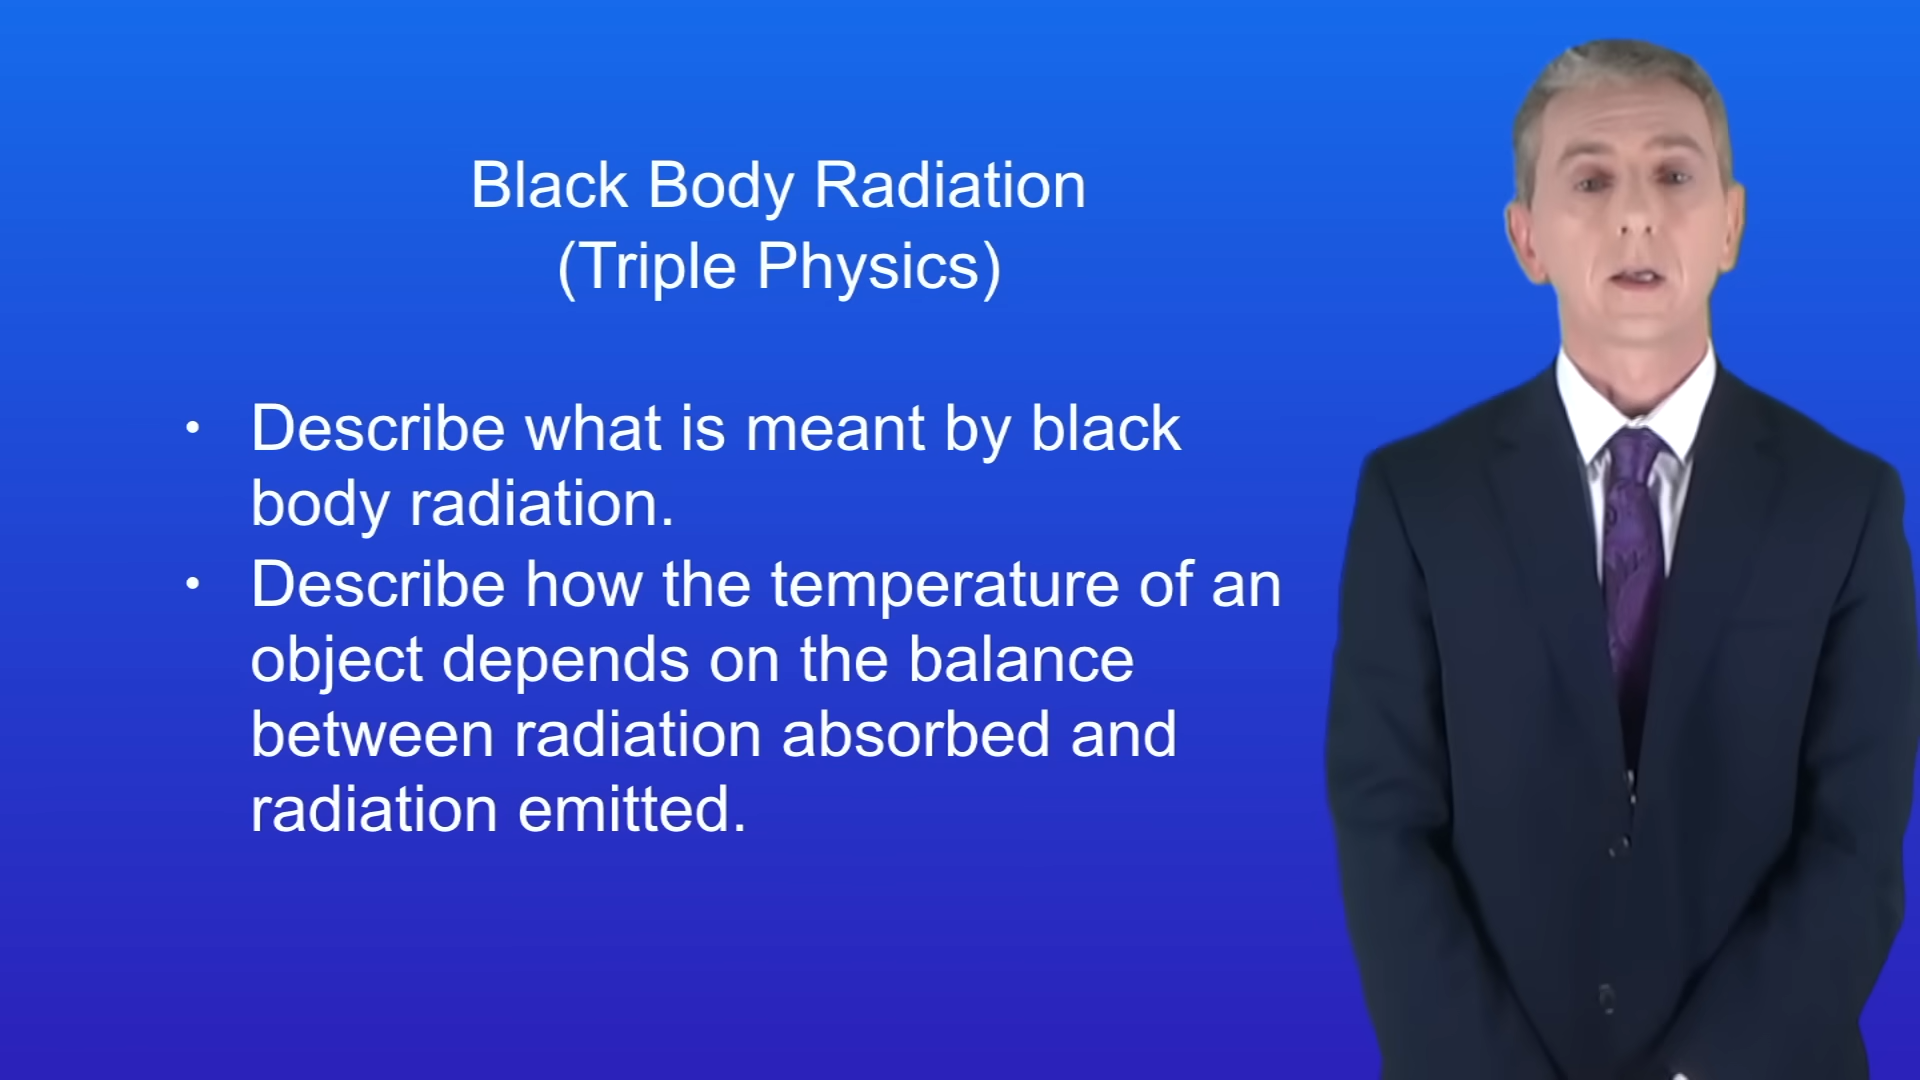 Black Body Radiation
(Triple Physics)
• Describe what is meant by black
body radiation.
• Describe how the temperature of an
object depends on the balance
between radiation absorbed and
radiation emitted.